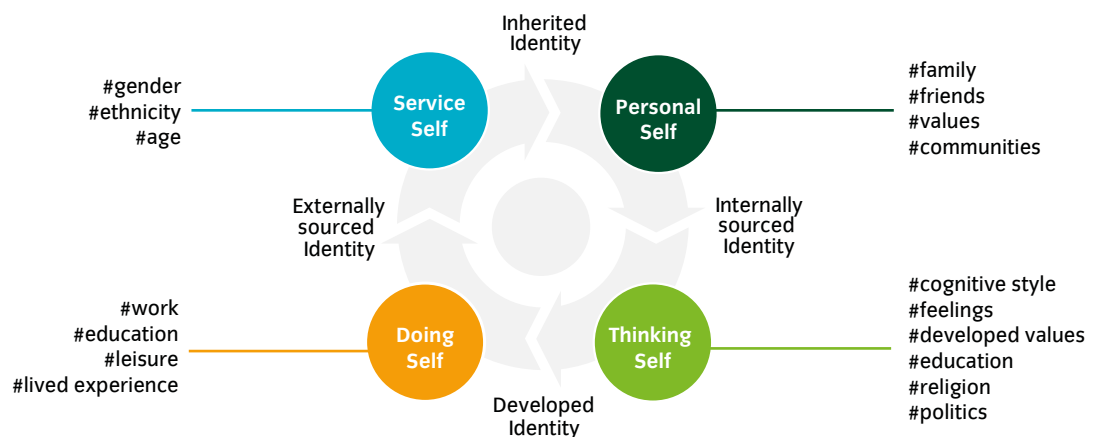 Inherited
Identity
#gender
#ethnicity
#age
Service
Self
Personal
Self
#family
#friends
#values
#communities
Externally
sourced
Identity
Internally
sourced
Identity
#work
#education
#leisure
#lived experience
Doing
Self
Thinking
Self
#cognitive style
#feelings
#developed values
#education
#religion
#politics
Developed
Identity